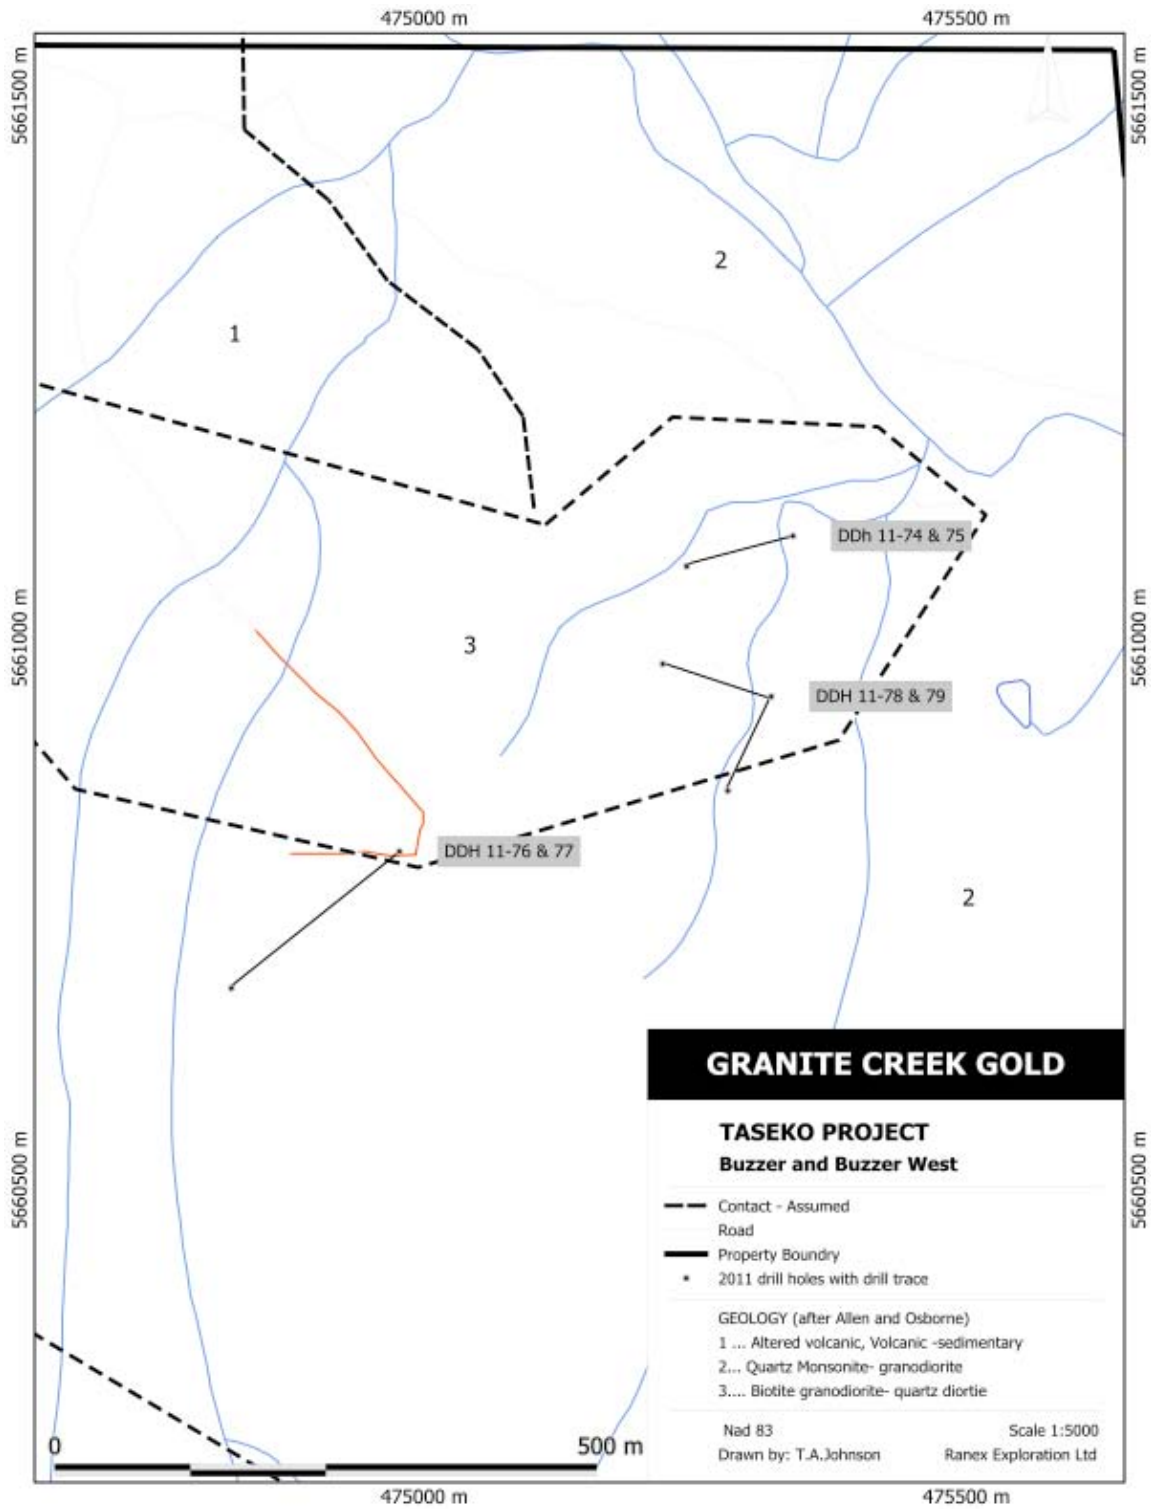 475000 m
475500 m
5661500 m
5661500 m
2
1
DDh 11-74 & 75
5661000 m
5661000 m
3
DDH 11-78 & 79
DDH 11-76 & 77
2
GRANITE CREEK GOLD
TASEKO PROJECT
Buzzer and Buzzer West
5660500 m
5660500 m
Contact - Assumed
Road
Property Boundry
2011 drill holes with drill trace
GEOLOGY (after Allen and Osborne)
1 ... Altered volcanic, Volcanic -sedimentary
2... Quartz Monsonite- granodiorite
3.... Biotite granodiorite- quartz diortie
Nad 83
Scale 1:5000
Drawn by: T.A.Johnson
Ranex Exploration Ltd
0
500 m
475000 m
475500 m